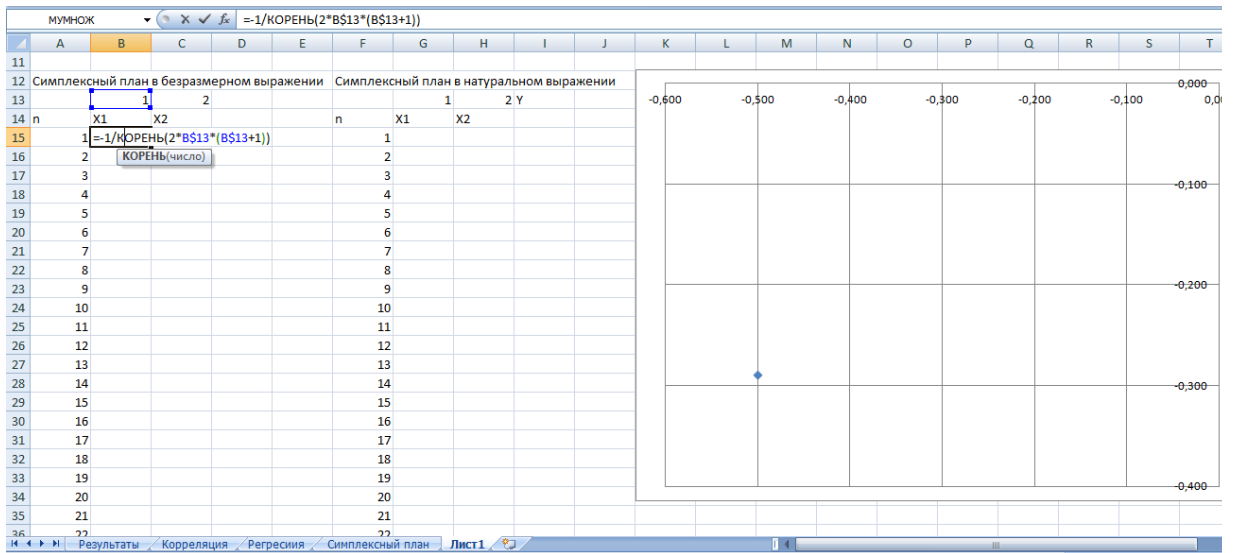 МУМНОЖ =-1/КОРЕНЬ(2*B$13*(B$13+1))
A B C D E F G H I J K L M N O P Q R S T
11
12 Симплексный план в безразмерном выражении Симплексный план в натуральном выражении
13 1 2 1 2 Y
14 n X1 X2 n X1 X2
15 1 =-1/КОРЕНЬ(2*B$13*(B$13+1)) 1
16 2 КОРЕНЬ(число) 2
17 3 3
18 4 4
19 5 5
20 6 6
21 7 7
22 8 8
23 9 9
24 10 10
25 11 11
26 12 12
27 13 13
28 14 14
29 15 15
30 16 16
31 17 17
32 18 18
33 19 19
34 20 20
35 21 21
36 22 22
0,000
-0,600 -0,500 -0,400 -0,300 -0,200 -0,100 0,0
-0,100
-0,200
-0,300
-0,400
Результаты Корреляция Регресиия Симплексный план Лист1